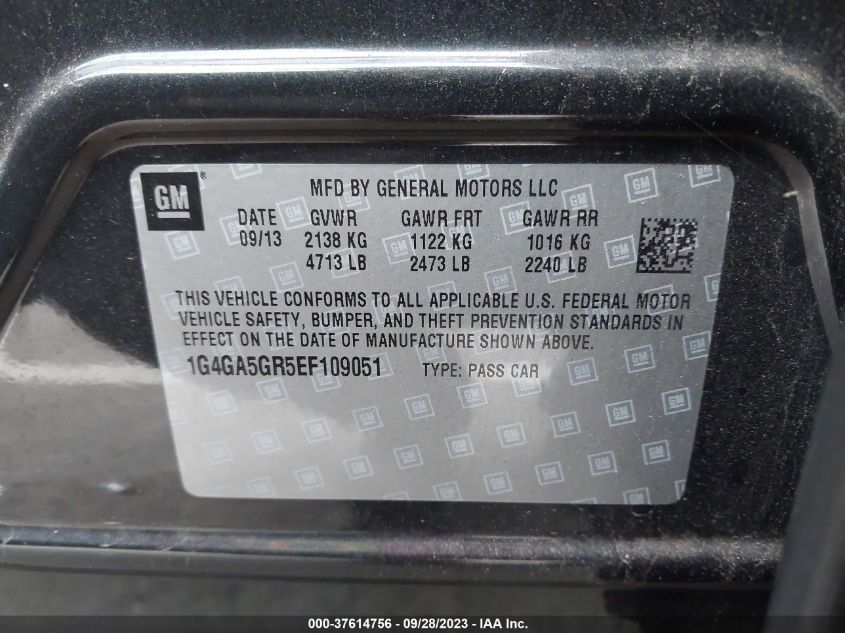 GM ®
MFD BY GENERAL MOTORS LLC
DATE GVWR GAWR FRT GAWR RR
09/13 2138 KG 1122 KG 1016 KG
4713 LB 2473 LB 2240 LB
THIS VEHICLE CONFORMS TO ALL APPLICABLE U.S. FEDERAL MOTOR
VEHICLE SAFETY, BUMPER, AND THEFT PREVENTION STANDARDS IN
EFFECT ON THE DATE OF MANUFACTURE SHOWN ABOVE.
1G4GA5GR5EF109051 TYPE: PASS CAR
000-37614756 - 09/28/2023 - IAA Inc.